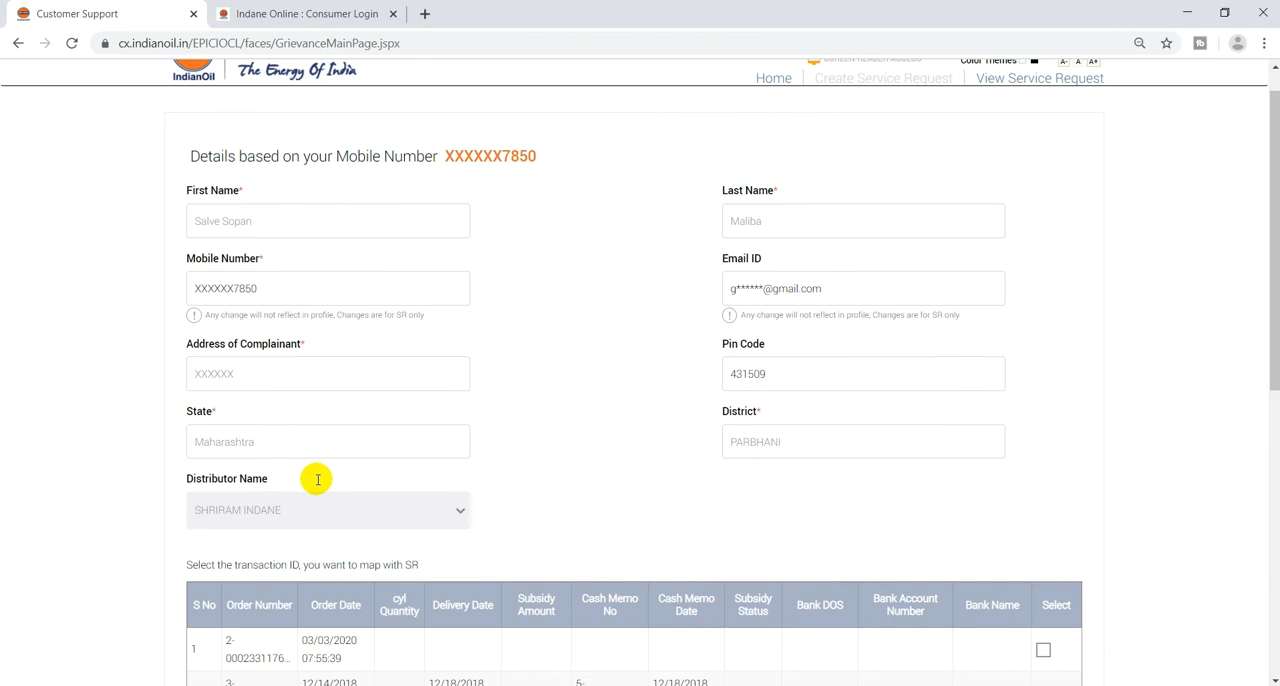 Customer Support
Indane Online : Consumer Login
cx.indianoil.in/EPICIOCL/faces/GrievanceMainPage.jspx
IndianOil
The Energy Of India
SCREEN READER ACCESS
Color Themes
A- A A+
Home
Create Service Request
View Service Request
Details based on your Mobile Number XXXXXX7850
First Name*
Last Name*
Salve Sopan
Maliba
Mobile Number*
Email ID
XXXXXX7850
g******@gmail.com
Any change will not reflect in profile, Changes are for SR only
Any change will not reflect in profile, Changes are for SR only
Address of Complainant*
Pin Code
XXXXXX
431509
State*
District*
Maharashtra
PARBHANI
Distributor Name
SHRIRAM INDANE
Select the transaction ID, you want to map with SR
S No
Order Number
Order Date
cyl
Quantity
Delivery Date
Subsidy
Amount
Cash Memo
No
Cash Memo
Date
Subsidy
Status
Bank DOS
Bank Account
Number
Bank Name
Select
1
2-
0002331176...
03/03/2020
07:55:39
3-
12/14/2018
12/18/2018
5-
12/18/2018